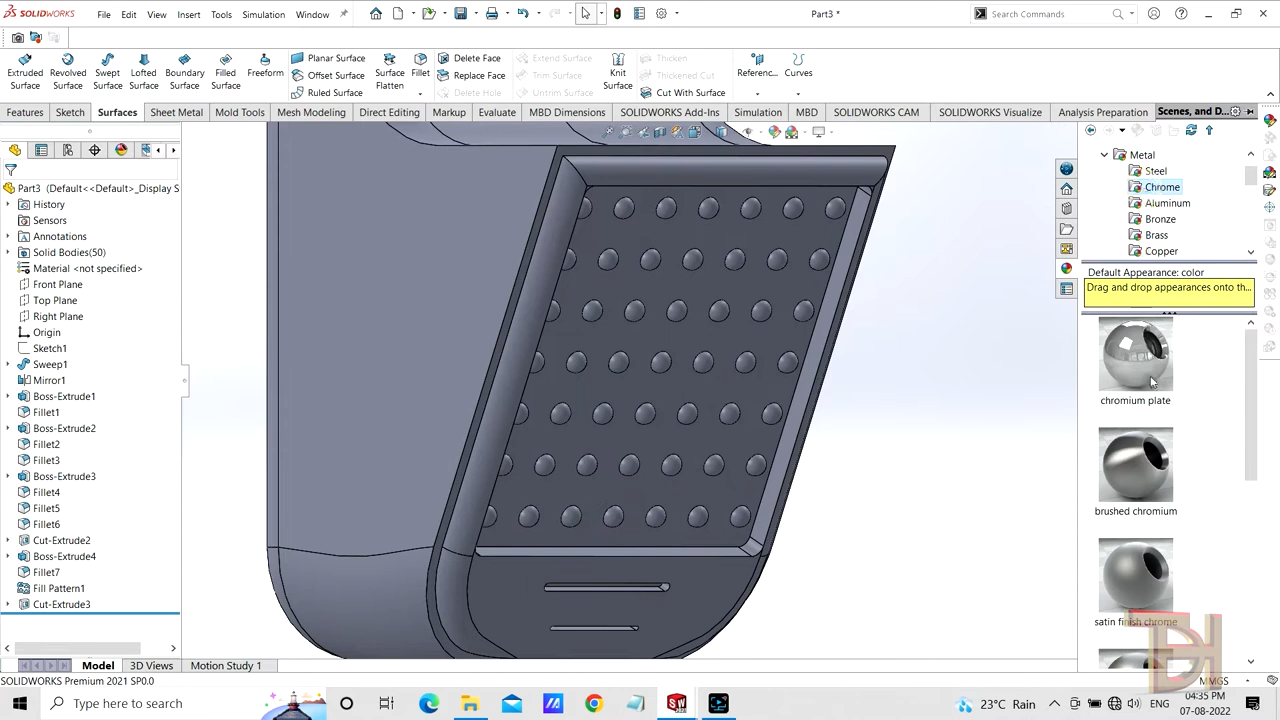 SOLIDWORKS
File
Edit
View
Insert
Tools
Simulation
Window
Part3 *
Search Commands
Extruded
Surface
Revolved
Surface
Swept
Surface
Lofted
Surface
Boundary
Surface
Filled
Surface
Freeform
Planar Surface
Offset Surface
Ruled Surface
Surface
Flatten
Fillet
Delete Face
Replace Face
Delete Hole
Extend Surface
Trim Surface
Untrim Surface
Knit
Surface
Thicken
Thickened Cut
Cut With Surface
Referenc...
Curves
Features
Sketch
Surfaces
Sheet Metal
Mold Tools
Mesh Modeling
Direct Editing
Markup
Evaluate
MBD Dimensions
SOLIDWORKS Add-Ins
Simulation
MBD
SOLIDWORKS CAM
SOLIDWORKS Visualize
Analysis Preparation
Scenes, and D...
Part3 (Default<<Default>_Display S
History
Sensors
Annotations
Solid Bodies(50)
Material <not specified>
Front Plane
Top Plane
Right Plane
Origin
Sketch1
Sweep1
Mirror1
Boss-Extrude1
Fillet1
Boss-Extrude2
Fillet2
Fillet3
Boss-Extrude3
Fillet4
Fillet5
Fillet6
Cut-Extrude2
Boss-Extrude4
Fillet7
Fill Pattern1
Cut-Extrude3
Metal
Steel
Chrome
Aluminum
Bronze
Brass
Copper
Default Appearance: color
Drag and drop appearances onto th...
chromium plate
brushed chromium
satin finish chrome
Model
3D Views
Motion Study 1
SOLIDWORKS Premium 2021 SP0.0
MMGS
Type here to search
23°C Rain
ENG
04:35 PM
07-08-2022